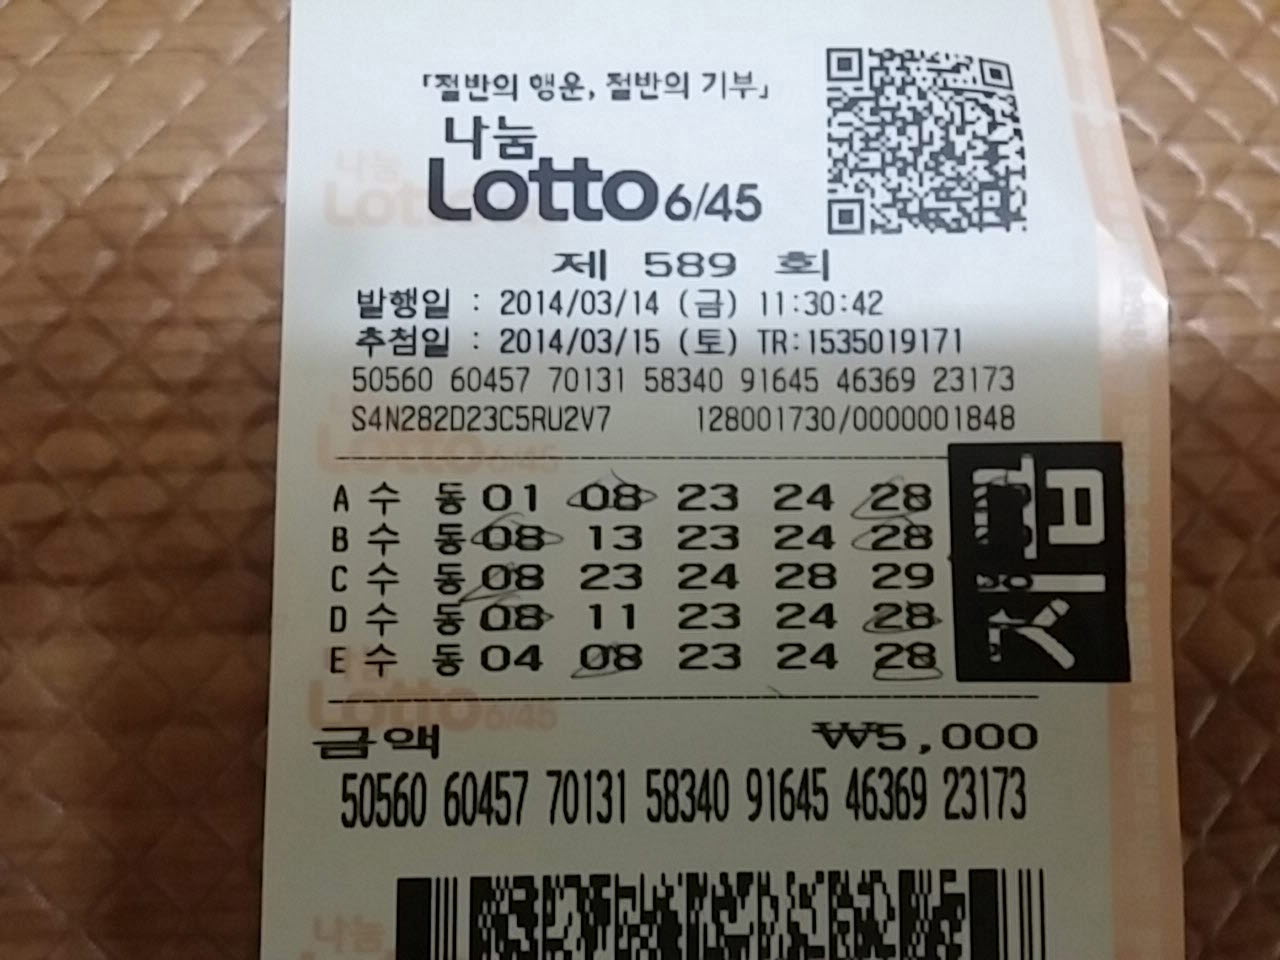 「절반의 행운, 절반의 기부」
나눔
Lotto 6/45
제 589 회
발행일 : 2014/03/14 (금) 11:30:42
추첨일 : 2014/03/15 (토) TR:1535019171
50560 60457 70131 58340 91645 46369 23173
S4N282D23C5RU2V7 128001730/0000001848
A 수 동 01 08 23 24 28
B 수 동 08 13 23 24 28
C 수 동 08 23 24 28 29
D 수 동 08 11 23 24 28
E 수 동 04 08 23 24 28
금액 ₩5,000
50560 60457 70131 58340 91645 46369 23173